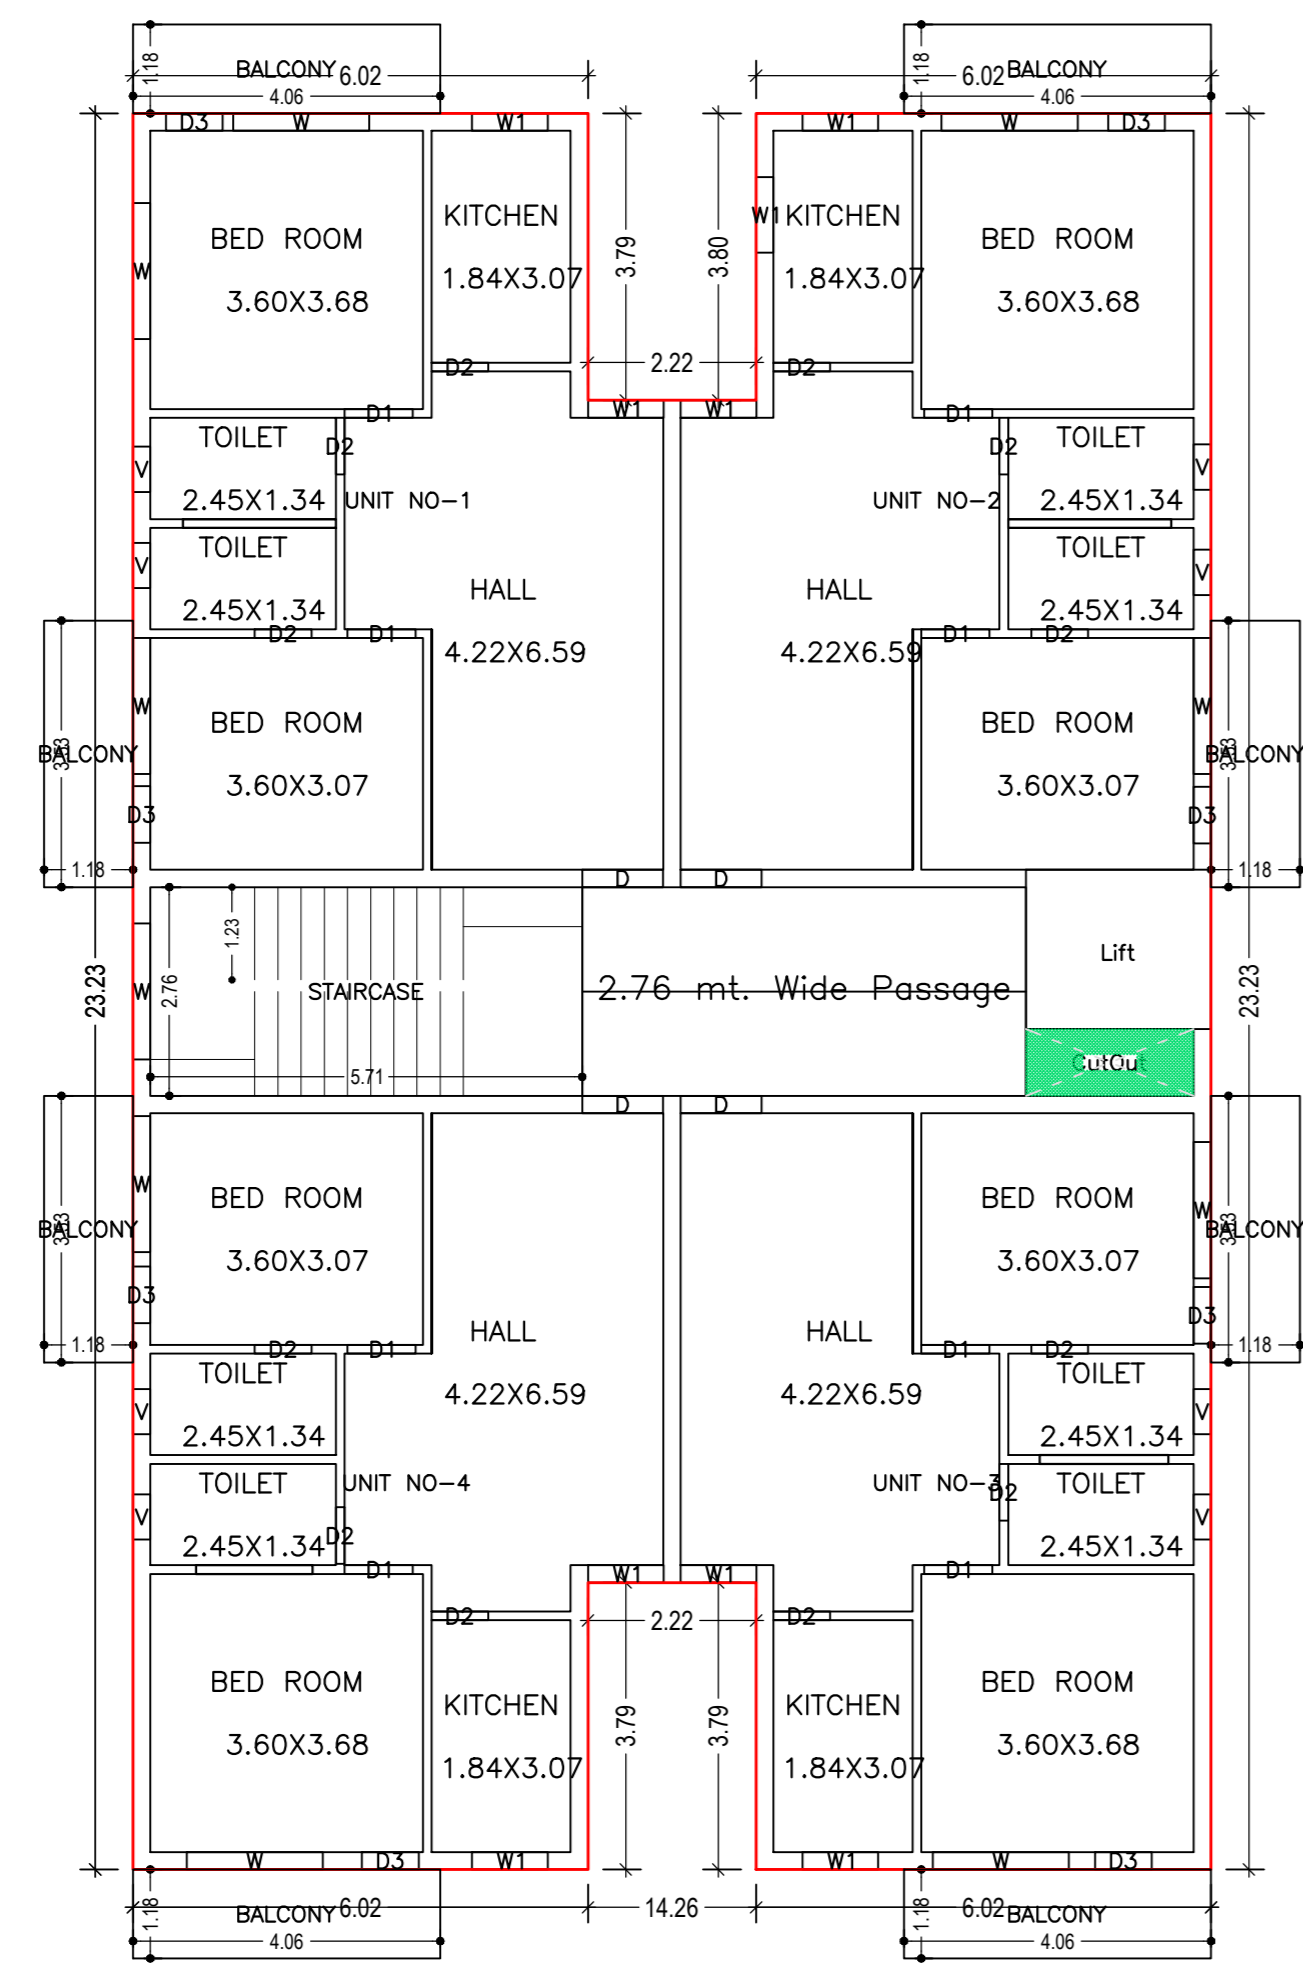 BALCONY
6.02
4.06
1.18
6.02
BALCONY
4.06
1.18
D3
W
W1
W1
W
D3
W
BED ROOM
3.60X3.68
KITCHEN
1.84X3.07
3.79
3.80
W1
KITCHEN
1.84X3.07
BED ROOM
3.60X3.68
D2
2.22
D2
D1
W1
W1
D1
TOILET
2.45X1.34
V
D2
UNIT NO-1
UNIT NO-2
D2
TOILET
2.45X1.34
V
TOILET
2.45X1.34
V
HALL
4.22X6.59
HALL
4.22X6.59
TOILET
2.45X1.34
V
D2
D1
D1
D2
W
BED ROOM
3.60X3.07
BED ROOM
3.60X3.07
W
BALCONY
BALCONY
D3
D3
1.18
1.18
D
D
23.23
W
2.76
1.23
STAIRCASE
5.71
2.76 mt. Wide Passage
Lift
CutOut
23.23
D
D
W
BED ROOM
3.60X3.07
BED ROOM
3.60X3.07
W
BALCONY
BALCONY
D3
D3
1.18
1.18
D2
D1
HALL
4.22X6.59
HALL
4.22X6.59
D1
D2
TOILET
2.45X1.34
V
TOILET
2.45X1.34
V
TOILET
2.45X1.34
V
D2
UNIT NO-4
UNIT NO-3
D2
TOILET
2.45X1.34
V
D1
W1
W1
D1
D2
2.22
D2
BED ROOM
3.60X3.68
KITCHEN
1.84X3.07
3.79
3.79
KITCHEN
1.84X3.07
BED ROOM
3.60X3.68
W
D3
W1
W1
W
D3
1.18
BALCONY
6.02
4.06
14.26
1.18
6.02
BALCONY
4.06